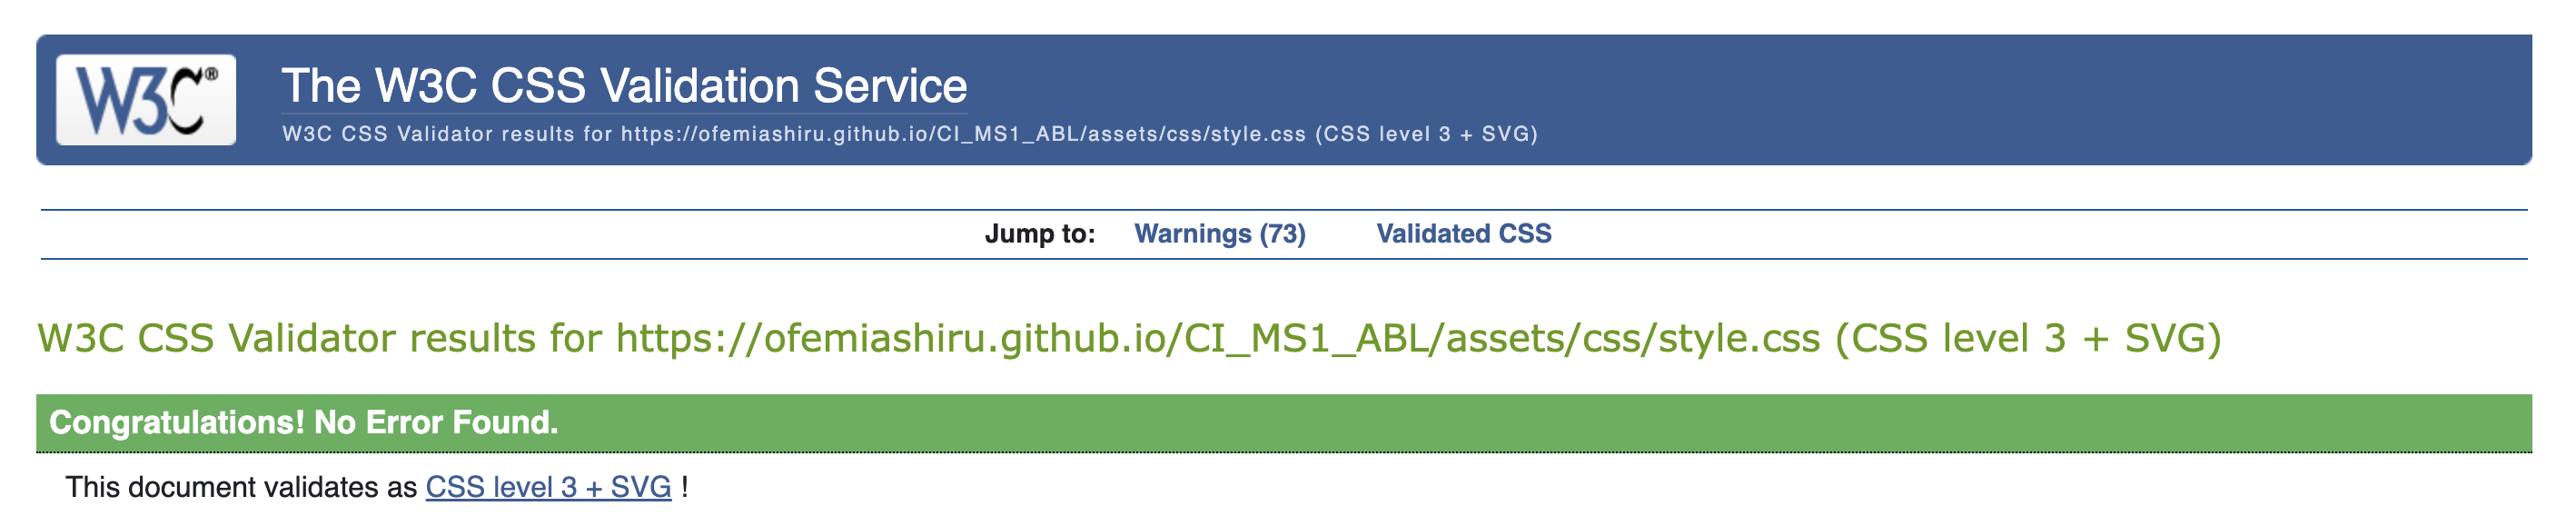 W3C®
The W3C CSS Validation Service
W3C CSS Validator results for https://ofemiashiru.github.io/CI_MS1_ABL/assets/css/style.css (CSS level 3 + SVG)
Jump to: Warnings (73) Validated CSS
W3C CSS Validator results for https://ofemiashiru.github.io/CI_MS1_ABL/assets/css/style.css (CSS level 3 + SVG)
Congratulations! No Error Found.
This document validates as CSS level 3 + SVG !